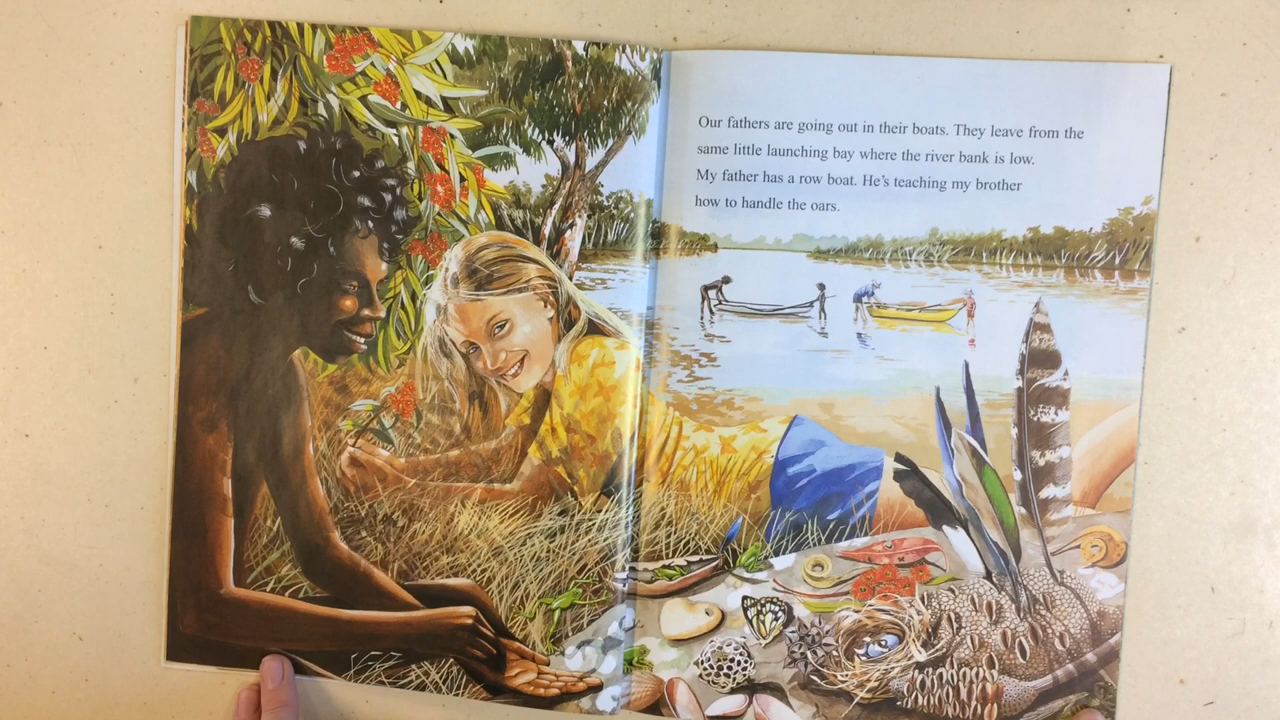 Our fathers are going out in their boats. They leave from the
same little launching bay where the river bank is low.
My father has a row boat. He's teaching my brother
how to handle the oars.